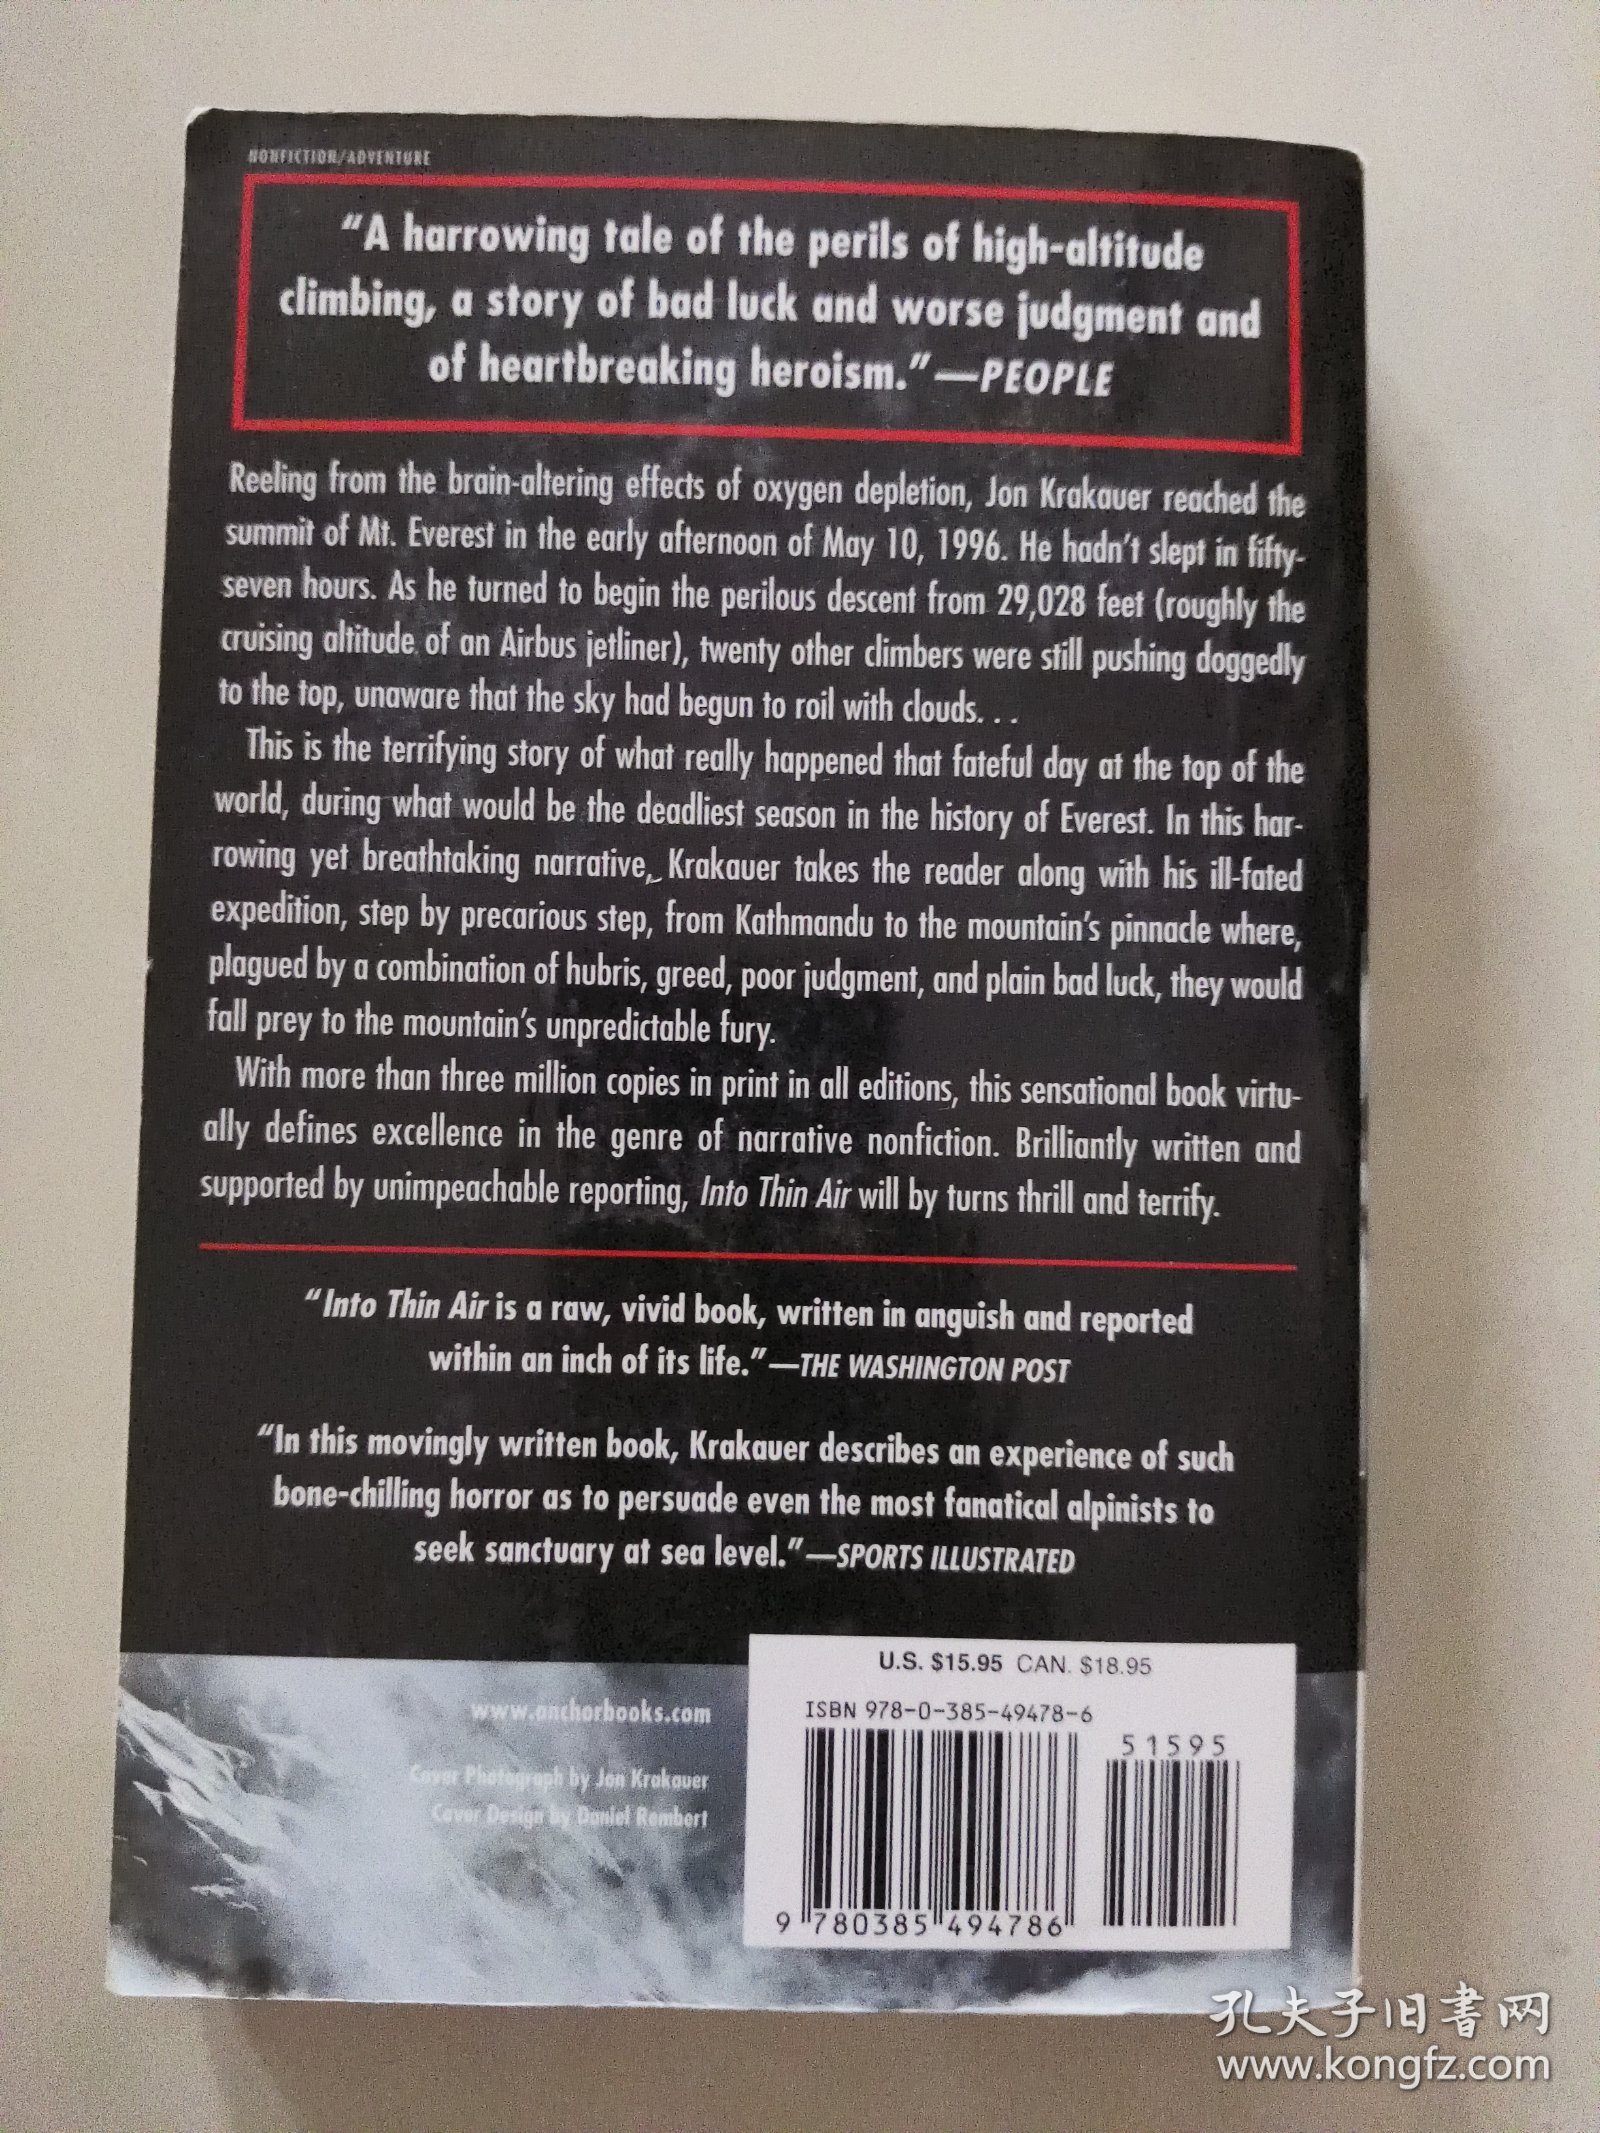 NONFICTION/ADVENTURE
“A harrowing tale of the perils of high-altitude
climbing, a story of bad luck and worse judgment and
of heartbreaking heroism.”—PEOPLE
Reeling from the brain-altering effects of oxygen depletion, Jon Krakauer reached the
summit of Mt. Everest in the early afternoon of May 10, 1996. He hadn’t slept in fifty-
seven hours. As he turned to begin the perilous descent from 29,028 feet (roughly the
cruising altitude of an Airbus jetliner), twenty other climbers were still pushing doggedly
to the top, unaware that the sky had begun to roil with clouds. . .
This is the terrifying story of what really happened that fateful day at the top of the
world, during what would be the deadliest season in the history of Everest. In this har-
rowing yet breathtaking narrative, Krakauer takes the reader along with his ill-fated
expedition, step by precarious step, from Kathmandu to the mountain’s pinnacle where,
plagued by a combination of hubris, greed, poor judgment, and plain bad luck, they would
fall prey to the mountain’s unpredictable fury.
With more than three million copies in print in all editions, this sensational book virtu-
ally defines excellence in the genre of narrative nonfiction. Brilliantly written and
supported by unimpeachable reporting, Into Thin Air will by turns thrill and terrify.
“Into Thin Air is a raw, vivid book, written in anguish and reported
within an inch of its life.”—THE WASHINGTON POST
“In this movingly written book, Krakauer describes an experience of such
bone-chilling horror as to persuade even the most fanatical alpinists to
seek sanctuary at sea level.”—SPORTS ILLUSTRATED
www.anchorbooks.com
Cover Photograph by Jon Krakauer
Cover Design by Daniel Rembert
U.S. $15.95 CAN. $18.95
ISBN 978-0-385-49478-6
51595
9 780385 494786
孔夫子旧书网
www.kongfz.com